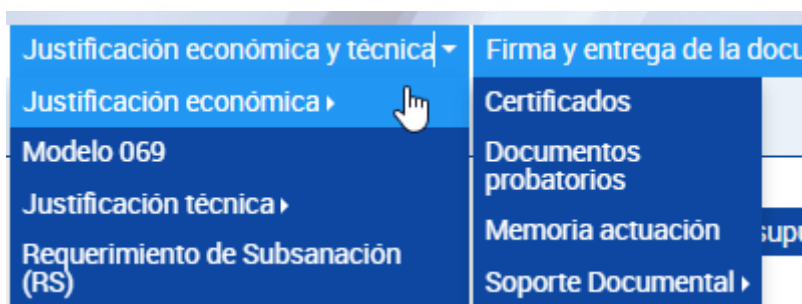 Justificación económica y técnica
Firma y entrega de la
Justificación económica
Certificados
Modelo 069
Documentos
probatorios
Justificación técnica
Memoria actuación
Requerimiento de Subsanación
(RS)
Soporte Documental